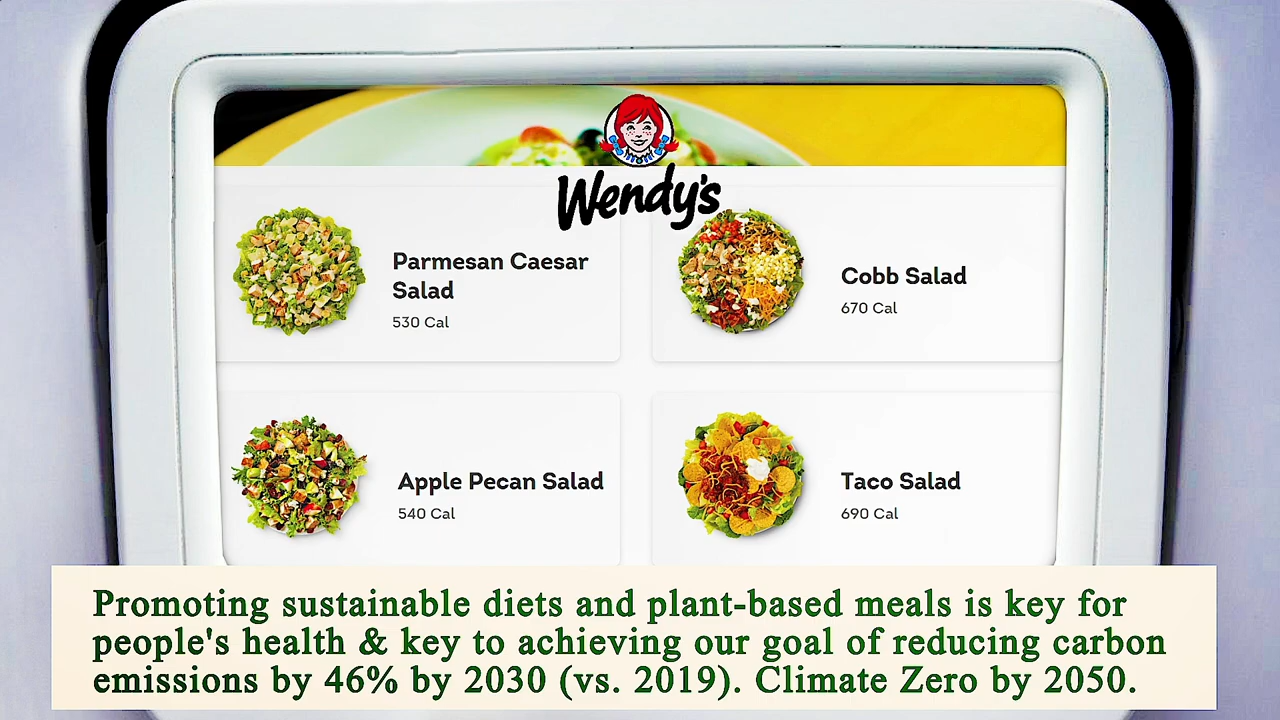 Wendy's
Parmesan Caesar
Salad
530 Cal
Cobb Salad
670 Cal
Apple Pecan Salad
540 Cal
Taco Salad
690 Cal
Promoting sustainable diets and plant-based meals is key for
people's health & key to achieving our goal of reducing carbon
emissions by 46% by 2030 (vs. 2019). Climate Zero by 2050.